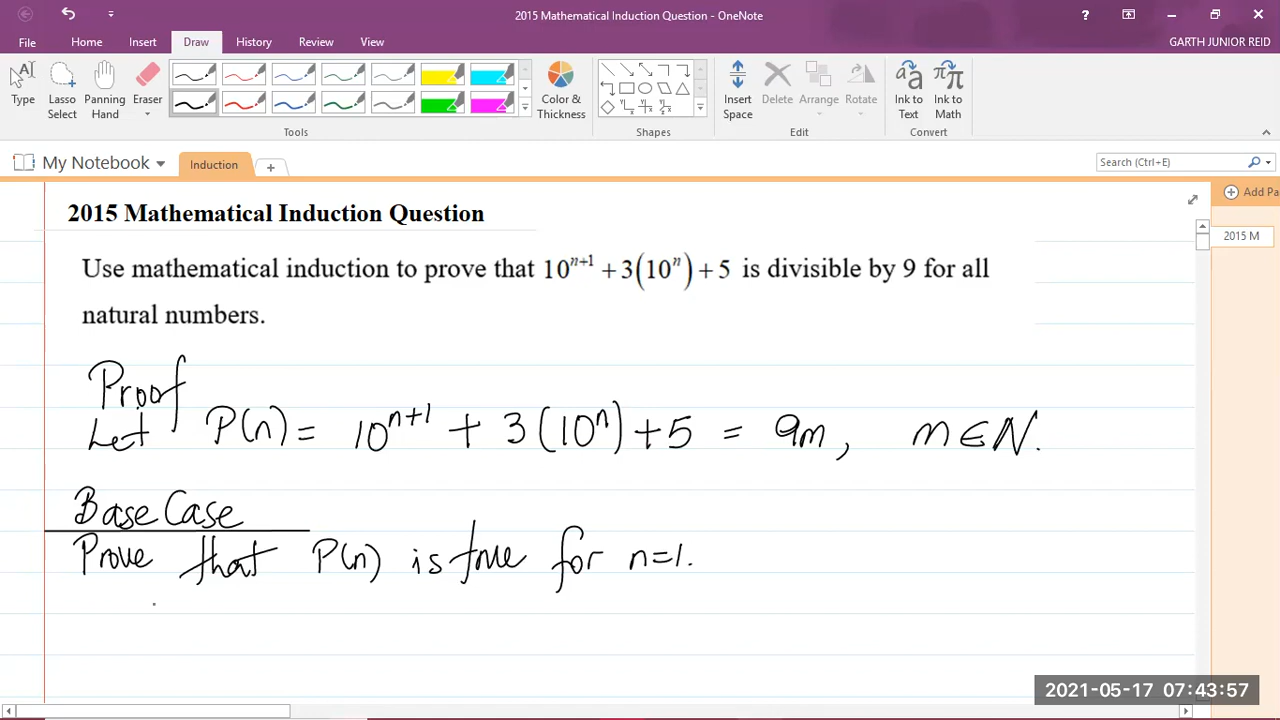 2015 Mathematical Induction Question - OneNote
?
File Home Insert Draw History Review View
GARTH JUNIOR REID
Type
Lasso Select
Panning Hand
Eraser
Color & Thickness
Insert Space
Delete
Arrange
Rotate
Ink to Text
Ink to Math
Tools
Shapes
Edit
Convert
My Notebook
Induction
Search (Ctrl+E)
Add Pa
2015 M
2015 Mathematical Induction Question
Use mathematical induction to prove that 10^{n+1} + 3(10^n) + 5 is divisible by 9 for all
natural numbers.
Proof
Let P(n) = 10^{n+1} + 3(10^n) + 5 = 9m, m ∈ N.
Base Case
Prove that P(n) is true for n=1.
2021-05-17 07:43:57